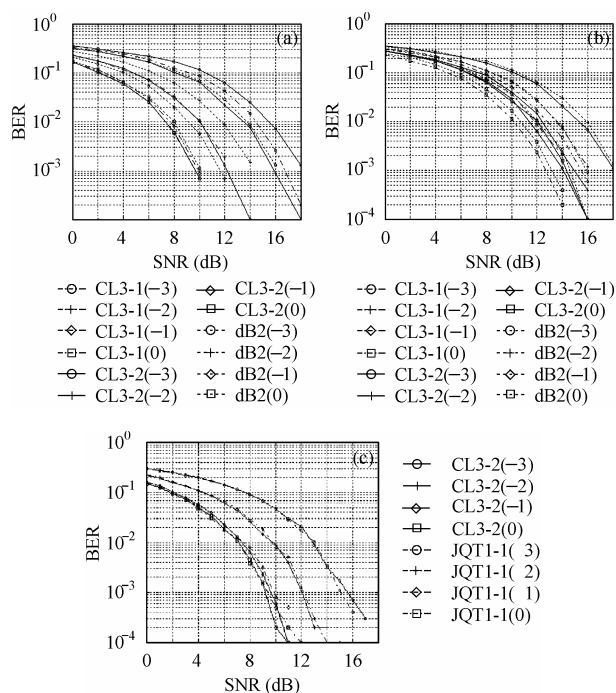 (a)
BER
10⁰
10⁻¹
10⁻²
10⁻³
0 4 8 12 16
SNR (dB)
CL3-1(−3)
CL3-1(−2)
CL3-1(−1)
CL3-1(0)
CL3-2(−3)
CL3-2(−2)
CL3-2(−1)
CL3-2(0)
dB2(−3)
dB2(−2)
dB2(−1)
dB2(0)
(b)
BER
10⁰
10⁻¹
10⁻²
10⁻³
10⁻⁴
0 4 8 12 16
SNR (dB)
CL3-1(−3)
CL3-1(−2)
CL3-1(−1)
CL3-1(0)
CL3-2(−3)
CL3-2(−2)
CL3-2(−1)
CL3-2(0)
dB2(−3)
dB2(−2)
dB2(−1)
dB2(0)
(c)
BER
10⁰
10⁻¹
10⁻²
10⁻³
10⁻⁴
0 4 8 12 16
SNR (dB)
CL3-2(−3)
CL3-2(−2)
CL3-2(−1)
CL3-2(0)
JQT1-1( 3)
JQT1-1( 2)
JQT1-1( 1)
JQT1-1(0)